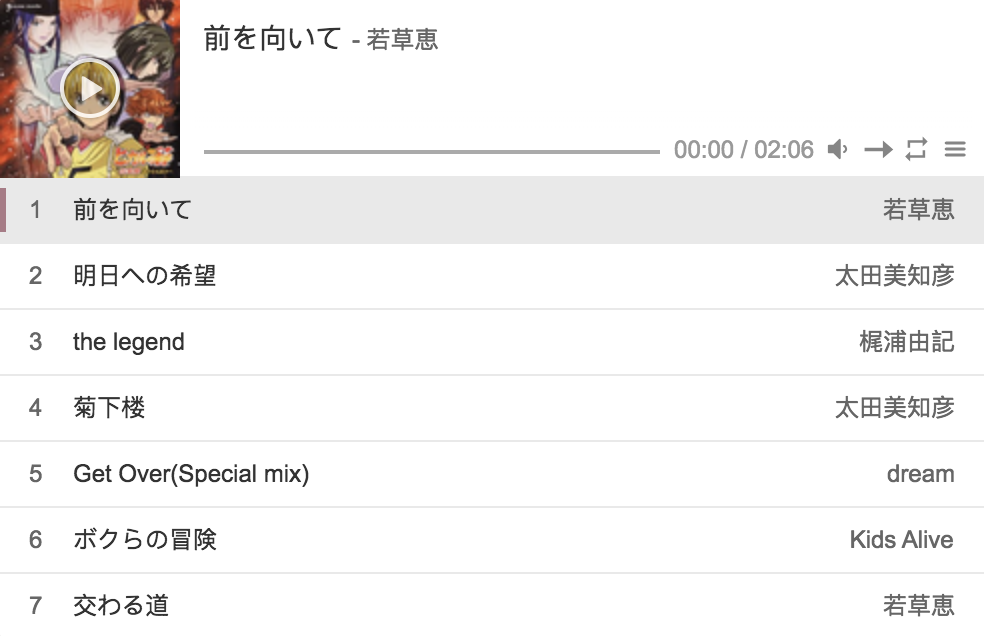 前を向いて - 若草恵
00:00 / 02:06
1 前を向いて 若草恵
2 明日への希望 太田美知彦
3 the legend 梶浦由記
4 菊下楼 太田美知彦
5 Get Over(Special mix) dream
6 ボクらの冒険 Kids Alive
7 交わる道 若草恵